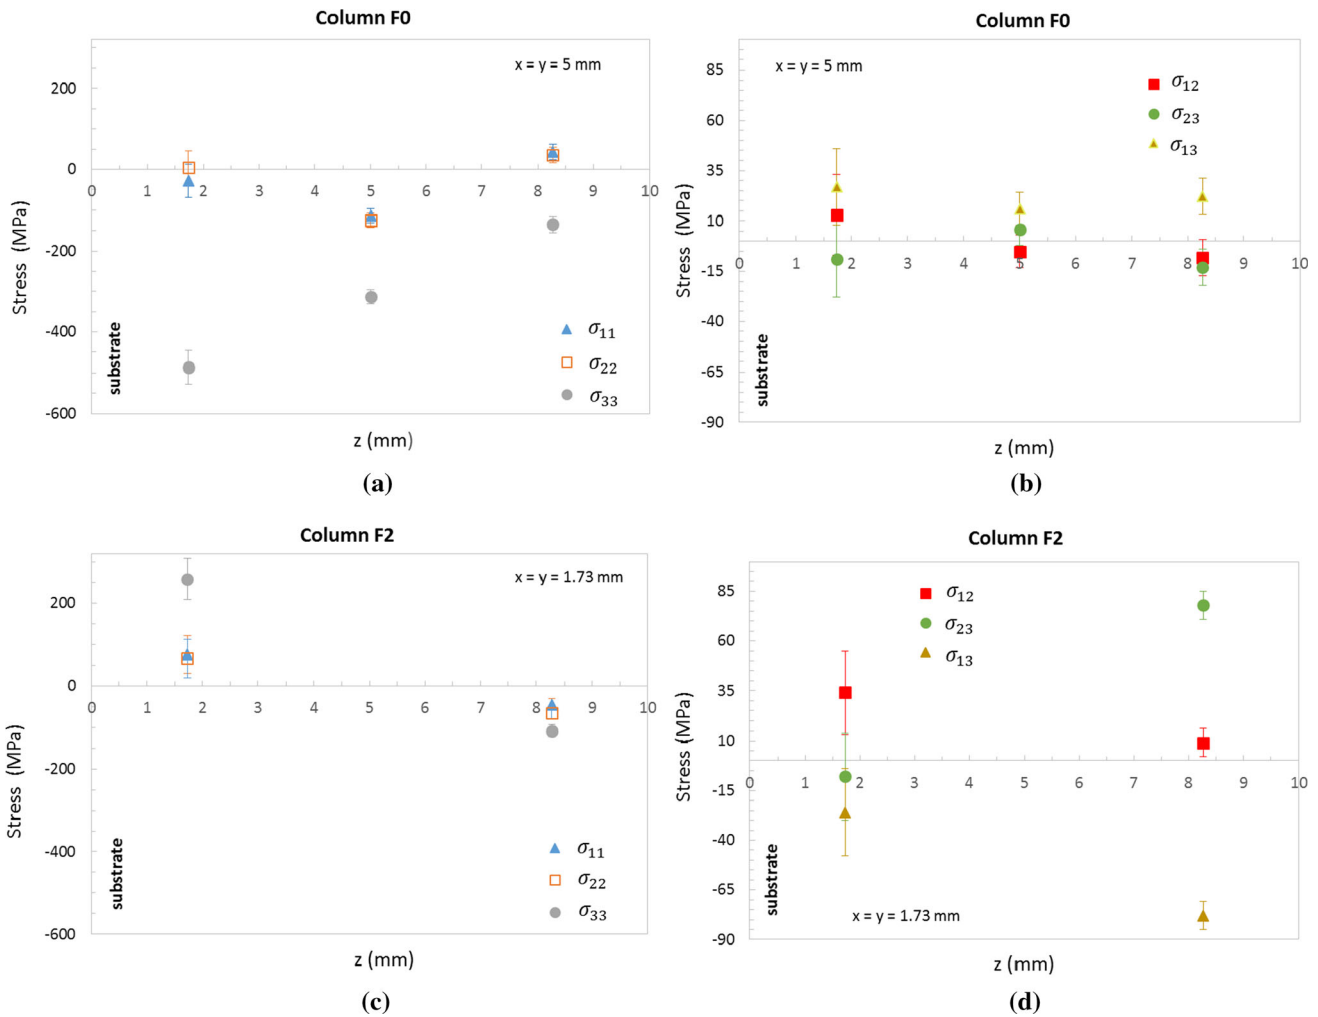 Column F0
x = y = 5 mm
200
0
-200
-400
-600
0 1 2 3 4 5 6 7 8 9 10
Stress (MPa)
substrate
σ11
σ22
σ33
z (mm)
(a)
Column F0
x = y = 5 mm
σ12
σ23
σ13
85
60
35
10
-15
-40
-65
-90
0 1 2 3 4 5 6 7 8 9 10
Stress (MPa)
substrate
z (mm)
(b)
Column F2
x = y = 1.73 mm
200
0
-200
-400
-600
0 1 2 3 4 5 6 7 8 9 10
Stress (MPa)
substrate
σ11
σ22
σ33
z (mm)
(c)
Column F2
σ12
σ23
σ13
85
60
35
10
-15
-40
-65
-90
0 1 2 3 4 5 6 7 8 9 10
Stress (MPa)
substrate
x = y = 1.73 mm
z (mm)
(d)